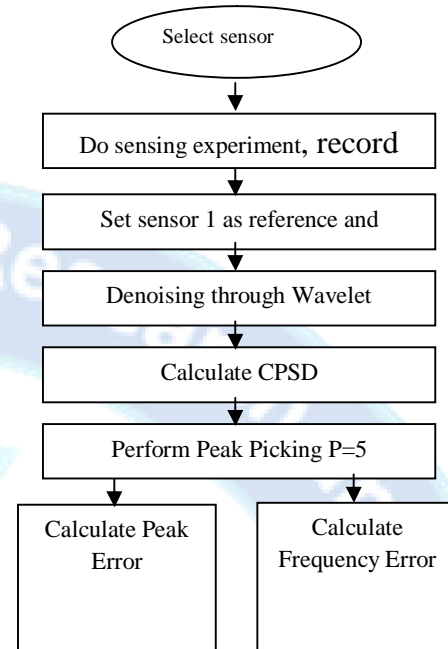 Select sensor
Do sensing experiment, record
Set sensor 1 as reference and
Denoising through Wavelet
Calculate CPSD
Perform Peak Picking P=5
Calculate Peak
Error
Calculate
Frequency Error